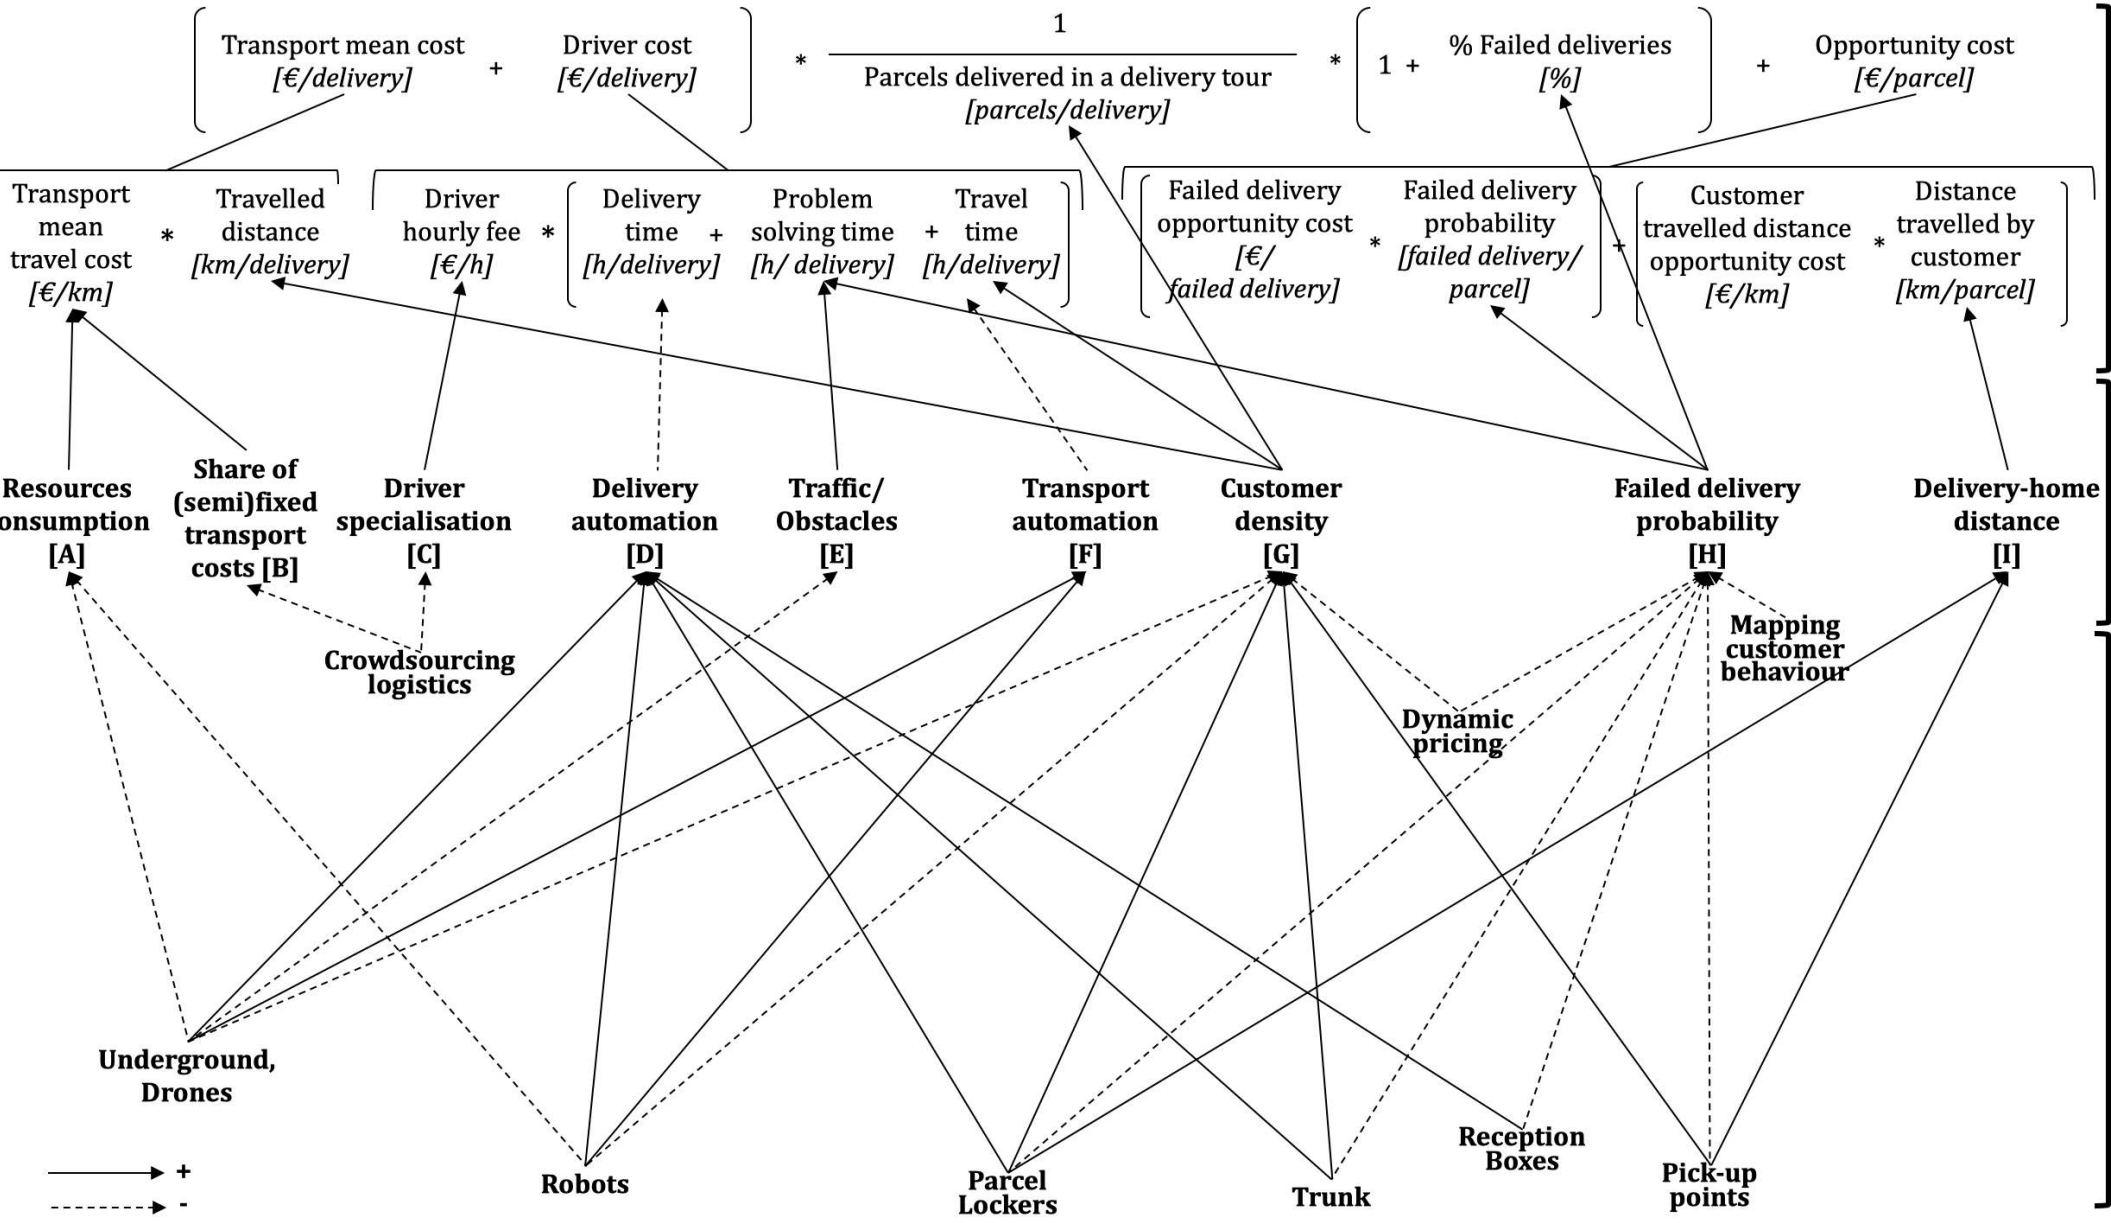 1
Transport mean cost
[€/delivery]
+
Driver cost
[€/delivery]
*
Parcels delivered in a delivery tour
[parcels/delivery]
*
1 +
% Failed deliveries
[%]
+
Opportunity cost
[€/parcel]
Transport
mean
travel cost
[€/km]
*
Travelled
distance
[km/delivery]
Driver
hourly fee
[€/h]
*
Delivery
time
[h/delivery]
+
Problem
solving time
[h/ delivery]
+
Travel
time
[h/delivery]
Failed delivery
opportunity cost
[€/
failed delivery]
*
Failed delivery
probability
[failed delivery/
parcel]
+
Customer
travelled distance
opportunity cost
[€/km]
*
Distance
travelled by
customer
[km/parcel]
Resources
onsumption
[A]
Share of
(semi)fixed
transport
costs [B]
Driver
specialisation
[C]
Delivery
automation
[D]
Traffic/
Obstacles
[E]
Transport
automation
[F]
Customer
density
[G]
Failed delivery
probability
[H]
Delivery-home
distance
[I]
Crowdsourcing
logistics
Mapping
customer
behaviour
Dynamic
pricing
Underground,
Drones
Robots
Parcel
Lockers
Trunk
Reception
Boxes
Pick-up
points
+
-